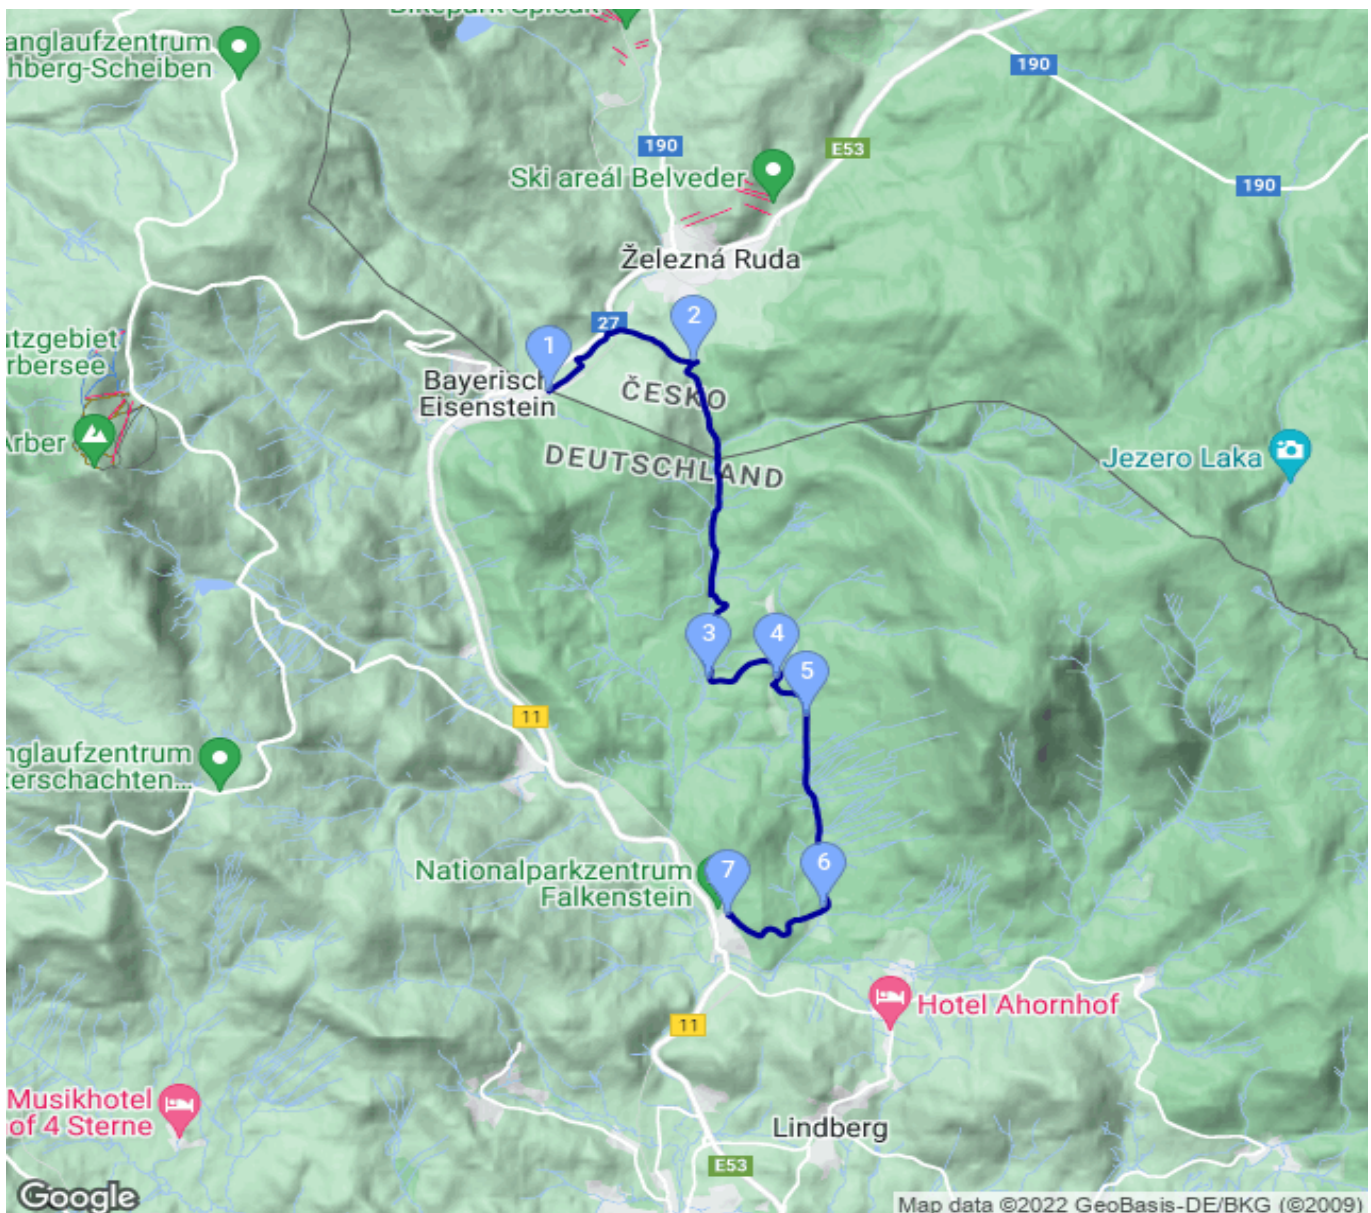 anglaufzentrum
hberg-Scheiben
190
190
190
E53
Ski areál Belveder
Železná Ruda
27
2
1
utzgebiet
rbersee
Bayerisch
Eisenstein
ČESKO
DEUTSCHLAND
Arber
Jezero Laka
3
4
5
11
nglaufzentrum
terschachten...
Nationalparkzentrum
Falkenstein
7
6
Hotel Ahornhof
11
Musikhotel
of 4 Sterne
Lindberg
E53
Google
Map data ©2022 GeoBasis-DE/BKG (©2009)